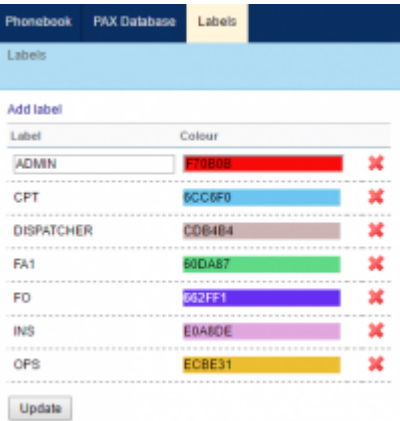 Phonebook PAX Database Labels
Labels
Add label
Label Colour
ADMIN F70B0B
CPT 6CC6F0
DISPATCHER CDB4B4
FA1 60DA87
FO 662FF1
INS E0A8DE
OPS ECBE31
Update